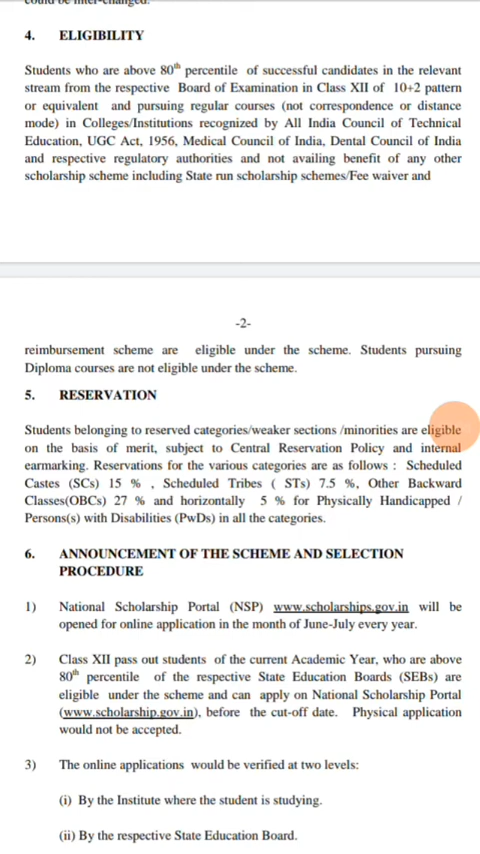 could be inter-changed.
4. ELIGIBILITY
Students who are above 80th percentile of successful candidates in the relevant
stream from the respective Board of Examination in Class XII of 10+2 pattern
or equivalent and pursuing regular courses (not correspondence or distance
mode) in Colleges/Institutions recognized by All India Council of Technical
Education, UGC Act, 1956, Medical Council of India, Dental Council of India
and respective regulatory authorities and not availing benefit of any other
scholarship scheme including State run scholarship schemes/Fee waiver and
-2-
reimbursement scheme are eligible under the scheme. Students pursuing
Diploma courses are not eligible under the scheme.
5. RESERVATION
Students belonging to reserved categories/weaker sections /minorities are eligible
on the basis of merit, subject to Central Reservation Policy and internal
earmarking. Reservations for the various categories are as follows : Scheduled
Castes (SCs) 15 % , Scheduled Tribes ( STs) 7.5 %, Other Backward
Classes(OBCs) 27 % and horizontally 5 % for Physically Handicapped /
Persons(s) with Disabilities (PwDs) in all the categories.
6. ANNOUNCEMENT OF THE SCHEME AND SELECTION
PROCEDURE
1) National Scholarship Portal (NSP) www.scholarships.gov.in will be
opened for online application in the month of June-July every year.
2) Class XII pass out students of the current Academic Year, who are above
80th percentile of the respective State Education Boards (SEBs) are
eligible under the scheme and can apply on National Scholarship Portal
(www.scholarship.gov.in), before the cut-off date. Physical application
would not be accepted.
3) The online applications would be verified at two levels:
(i) By the Institute where the student is studying.
(ii) By the respective State Education Board.